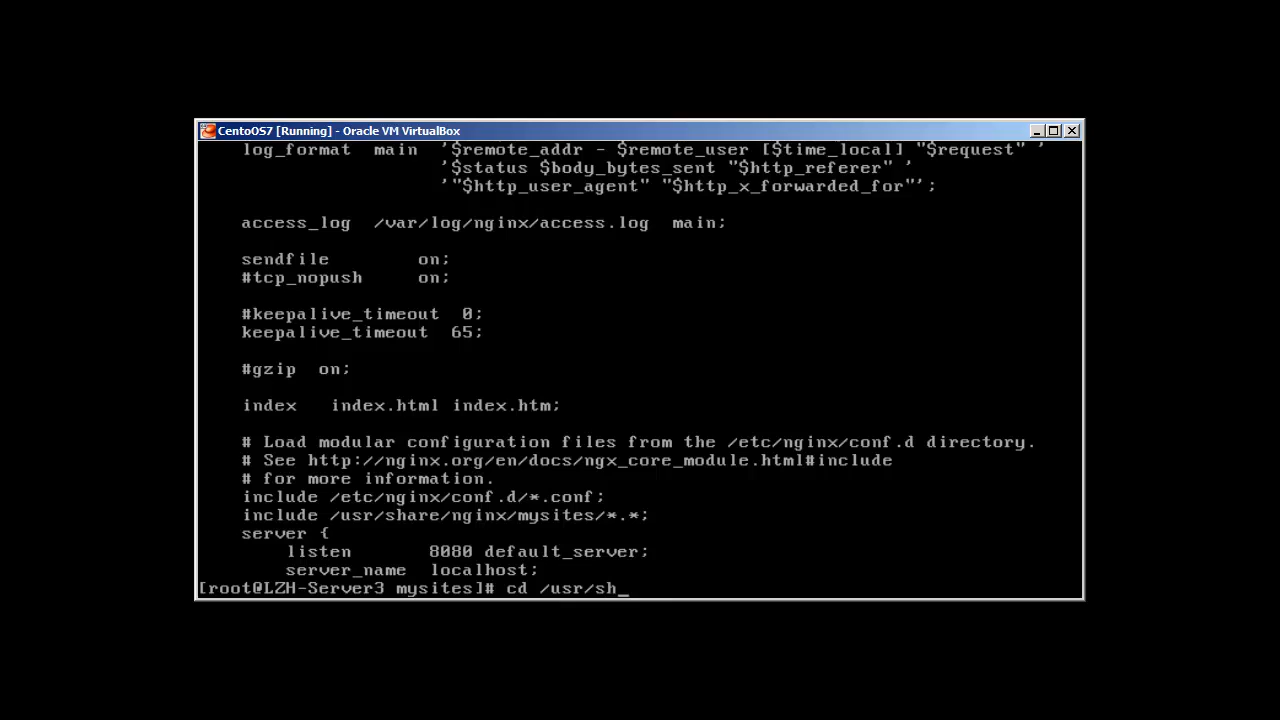 CentoOS7 [Running] - Oracle VM VirtualBox
log_format  main  '$remote_addr - $remote_user [$time_local] "$request" '
'$status $body_bytes_sent "$http_referer" '
'"$http_user_agent" "$http_x_forwarded_for"';
access_log  /var/log/nginx/access.log  main;
sendfile        on;
#tcp_nopush     on;
#keepalive_timeout  0;
keepalive_timeout  65;
#gzip  on;
index   index.html index.htm;
# Load modular configuration files from the /etc/nginx/conf.d directory.
# See http://nginx.org/en/docs/ngx_core_module.html#include
# for more information.
include /etc/nginx/conf.d/*.conf;
include /usr/share/nginx/mysites/*.*;
server {
listen       8080 default_server;
server_name  localhost;
[root@LZH-Server3 mysites]# cd /usr/sh_